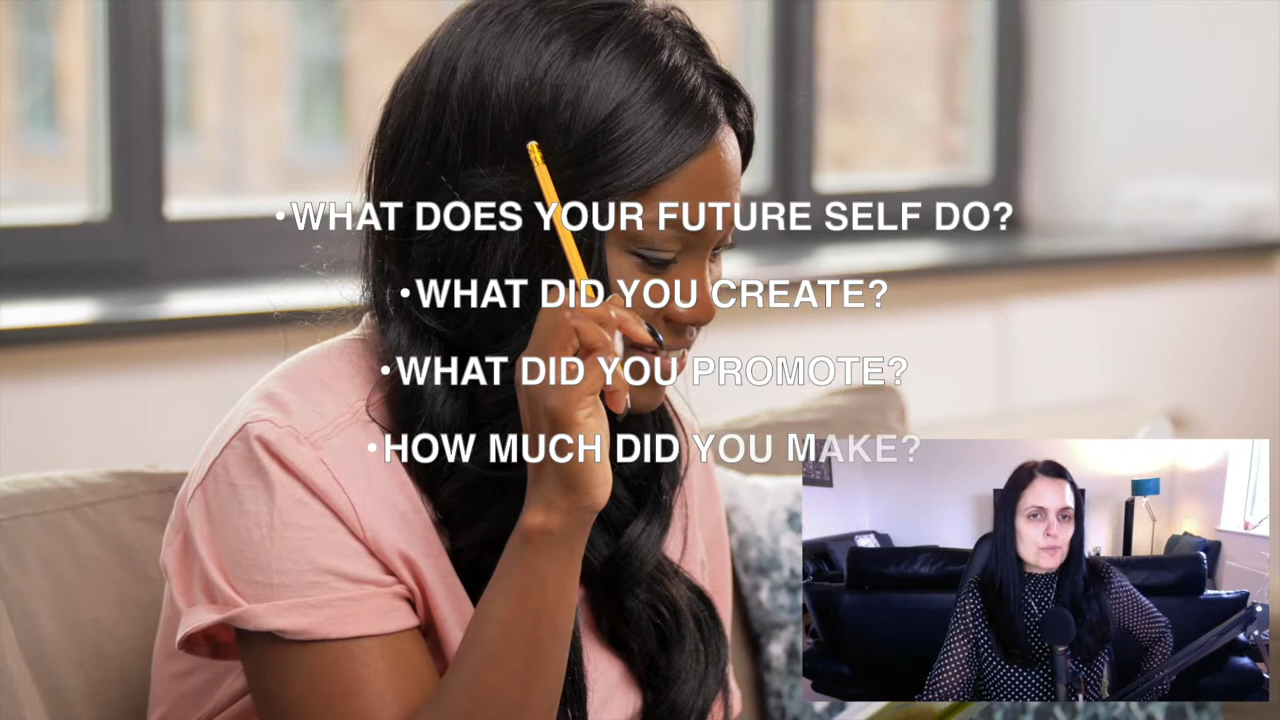 •WHAT DOES YOUR FUTURE SELF DO?
•WHAT DID YOU CREATE?
•WHAT DID YOU PROMOTE?
•HOW MUCH DID YOU MAKE?